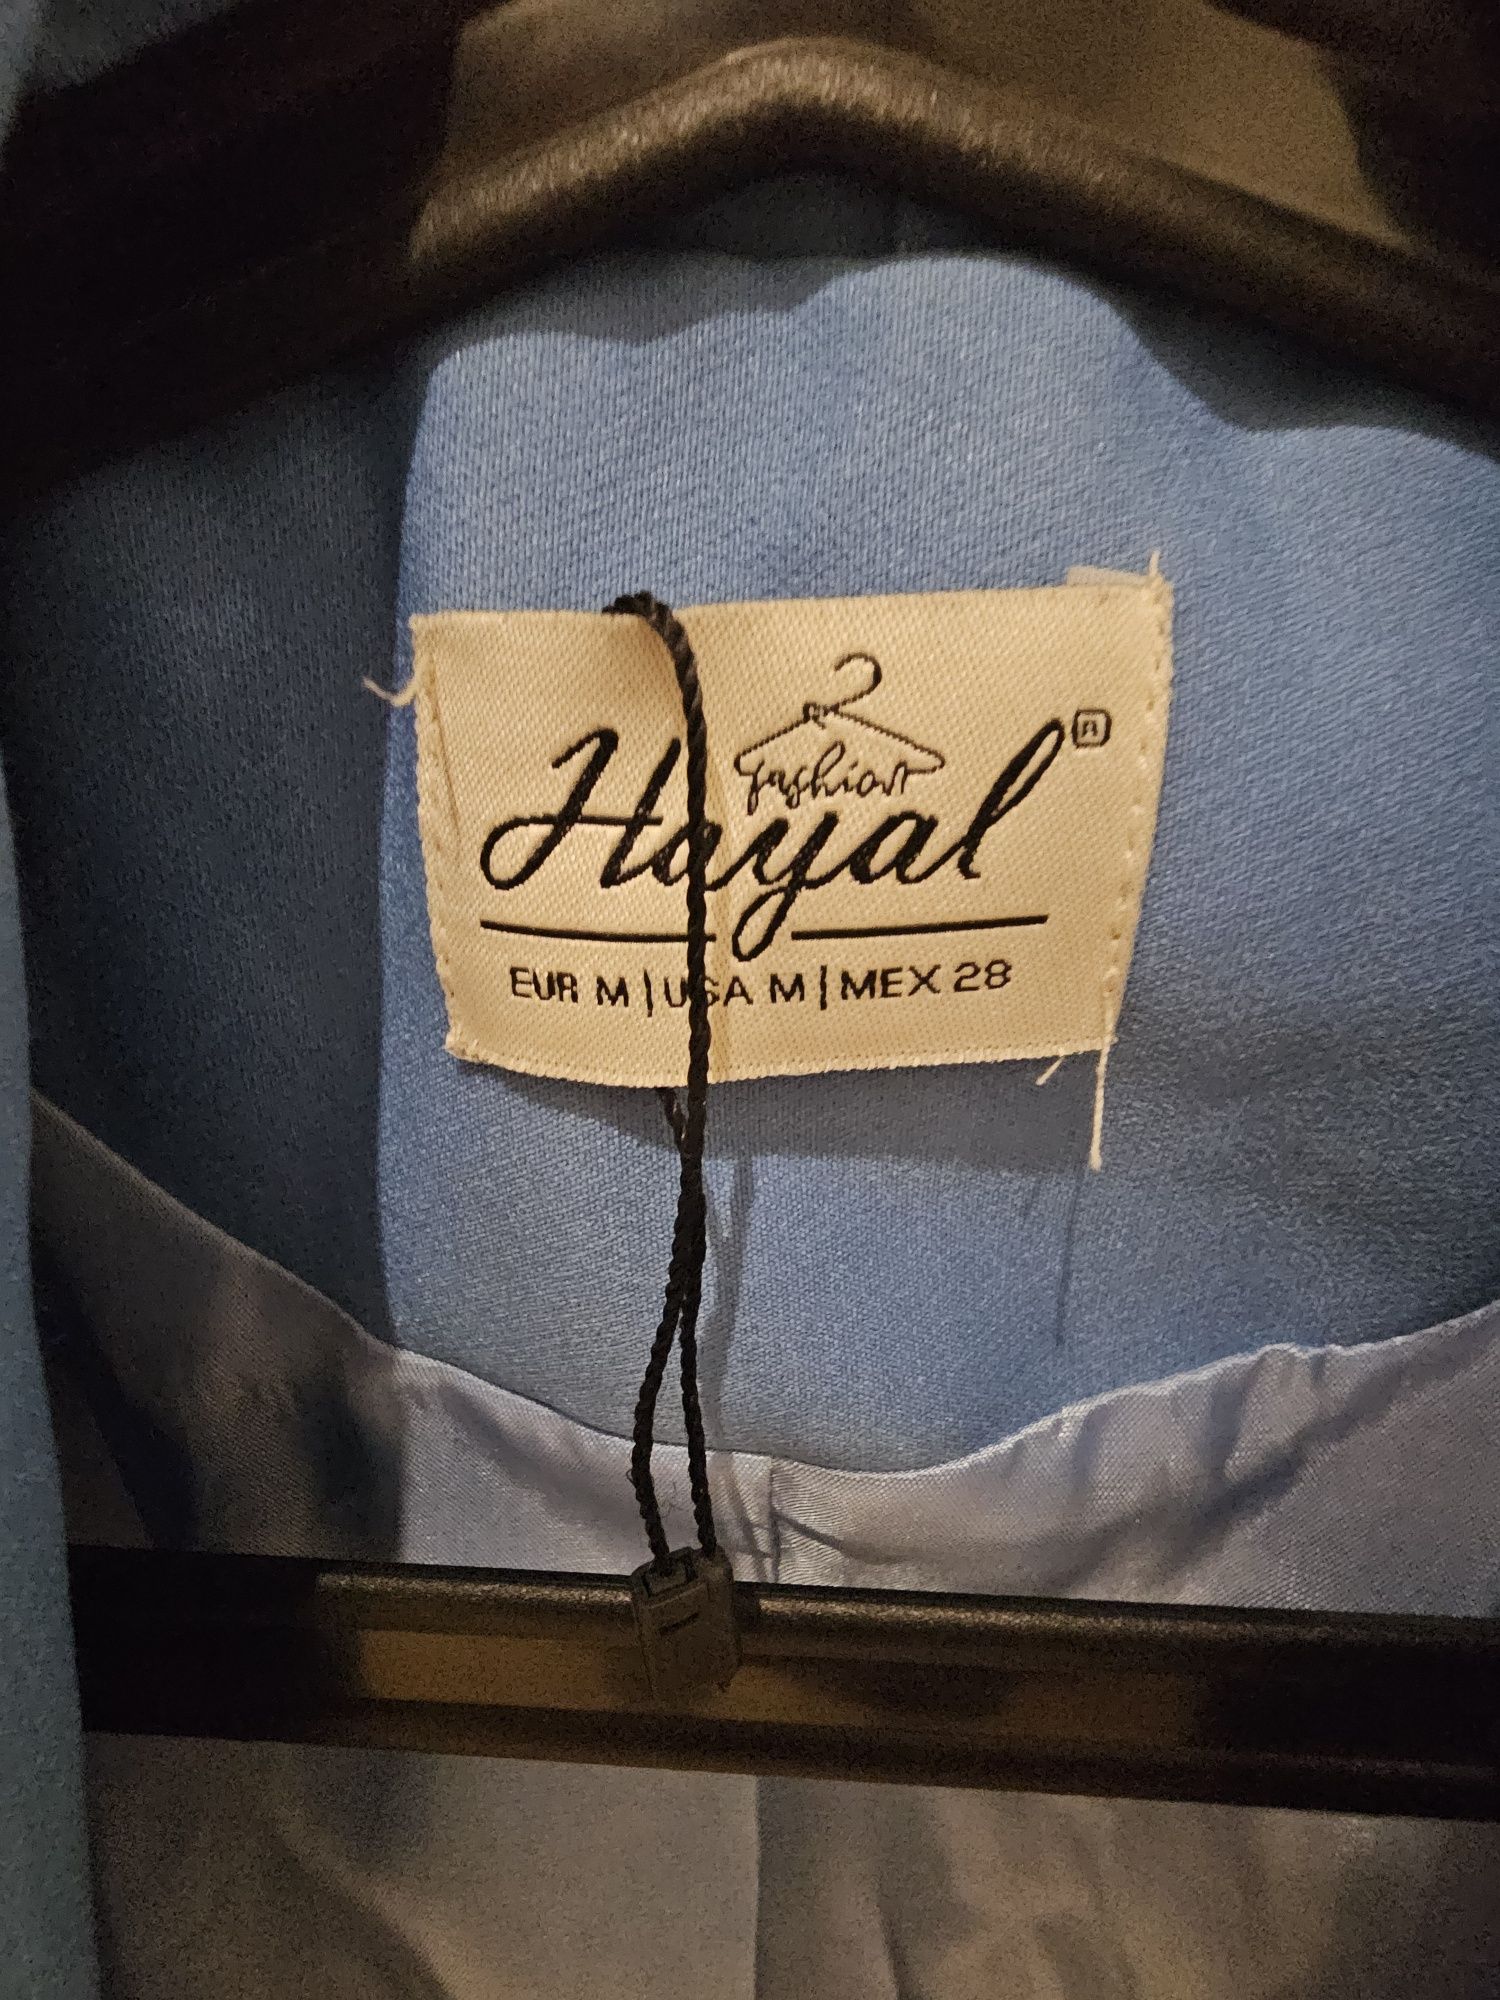 fashion
Hayal
EUR M | USA M | MEX 28